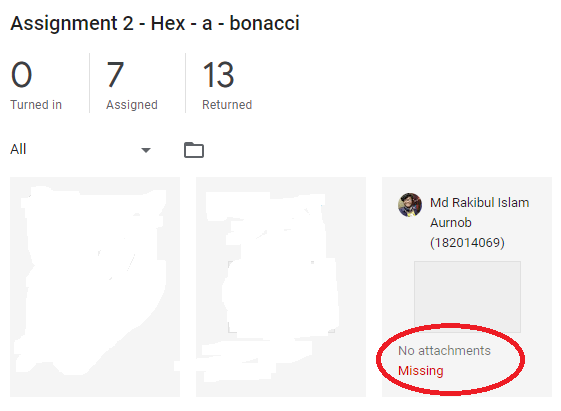 Assignment 2 - Hex - a - bonacci
0 7 13
Turned in Assigned Returned
All
Md Rakibul Islam
Aurnob
(182014069)
No attachments
Missing